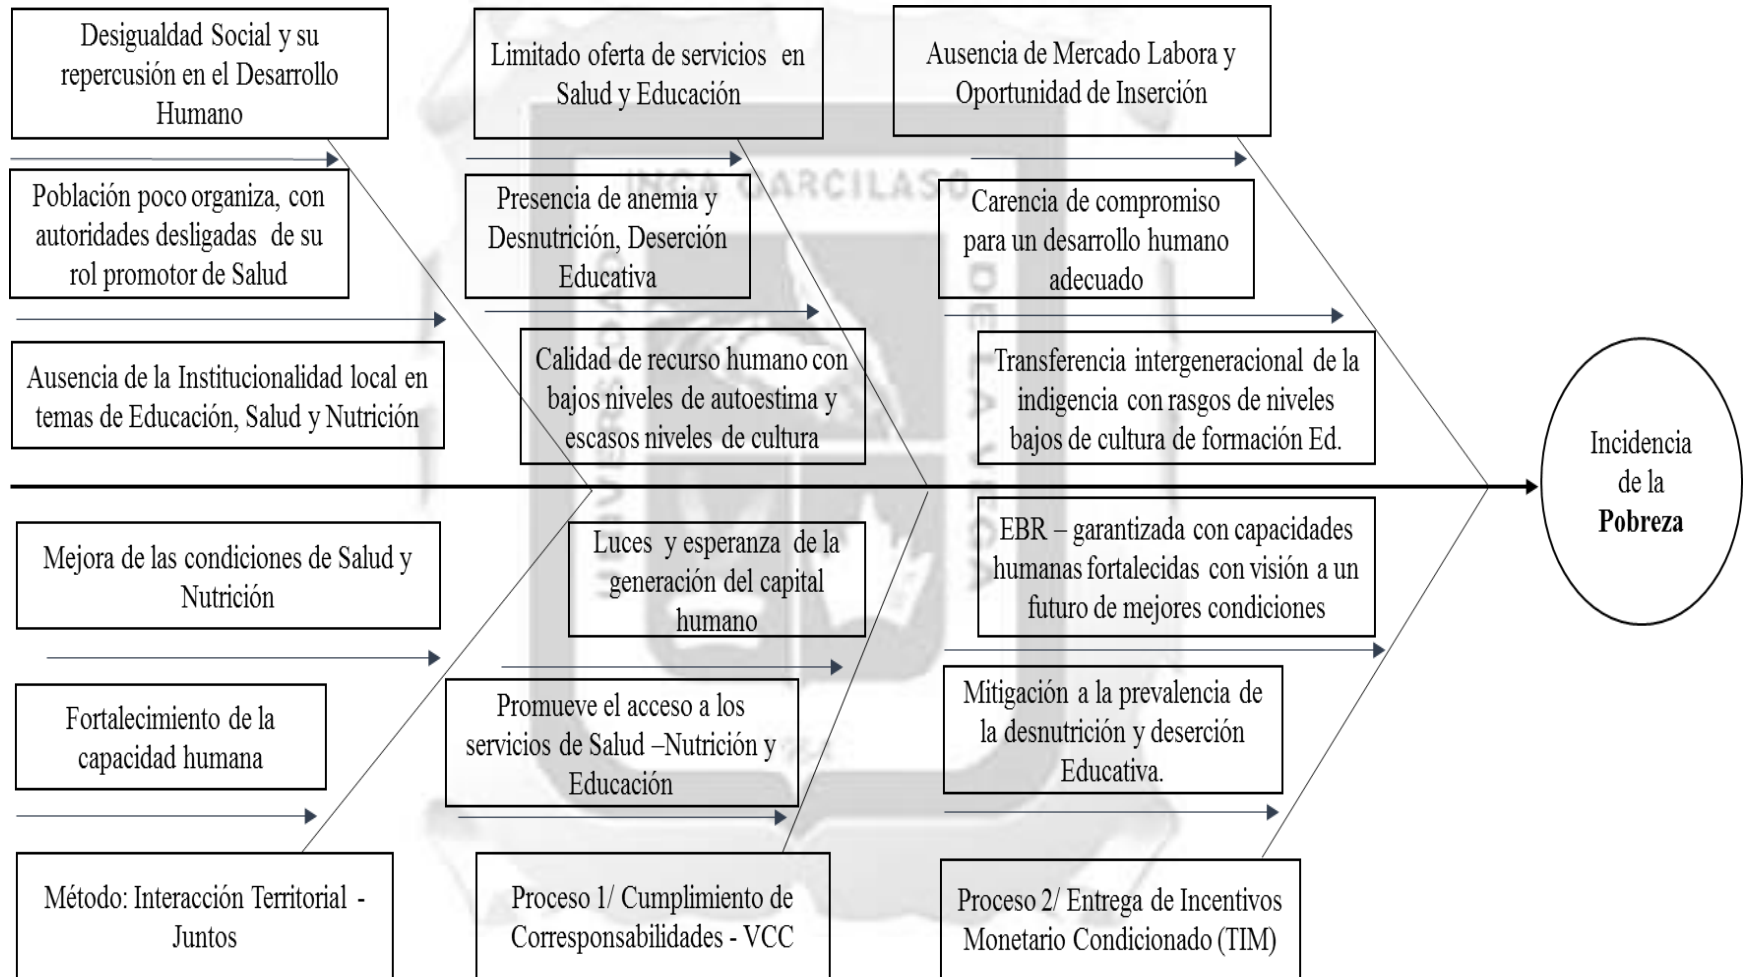 Desigualdad Social y su
repercusión en el Desarrollo
Humano
Limitado oferta de servicios en
Salud y Educación
Ausencia de Mercado Labora y
Oportunidad de Inserción
Población poco organiza, con
autoridades desligadas de su
rol promotor de Salud
Presencia de anemia y
Desnutrición, Deserción
Educativa
Carencia de compromiso
para un desarrollo humano
adecuado
Ausencia de la Institucionalidad local en
temas de Educación, Salud y Nutrición
Calidad de recurso humano con
bajos niveles de autoestima y
escasos niveles de cultura
Transferencia intergeneracional de la
indigencia con rasgos de niveles
bajos de cultura de formación Ed.
Incidencia
de la
Pobreza
Mejora de las condiciones de Salud y
Nutrición
Luces y esperanza de la
generación del capital
humano
EBR – garantizada con capacidades
humanas fortalecidas con visión a un
futuro de mejores condiciones
Fortalecimiento de la
capacidad humana
Promueve el acceso a los
servicios de Salud –Nutrición y
Educación
Mitigación a la prevalencia de
la desnutrición y deserción
Educativa.
Método: Interacción Territorial -
Juntos
Proceso 1/ Cumplimiento de
Corresponsabilidades - VCC
Proceso 2/ Entrega de Incentivos
Monetario Condicionado (TIM)
UNIVERSIDAD
INCA GARCILASO
DE LA VEGA